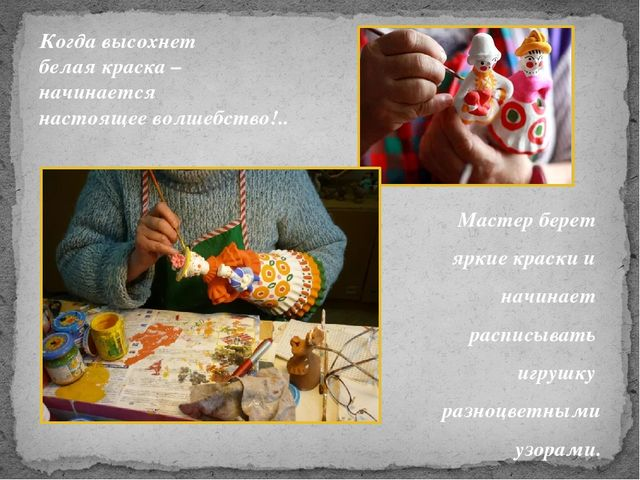 Когда высохнет
белая краска –
начинается
настоящее волшебство!..
Мастер берет
яркие краски и
начинает
расписывать
игрушку
разноцветными
узорами.